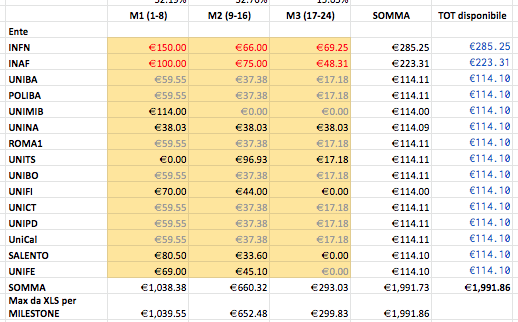 M1 (1-8) M2 (9-16) M3 (17-24) SOMMA TOT disponibile
Ente
INFN €150.00 €66.00 €69.25 €285.25 €285.25
INAF €100.00 €75.00 €48.31 €223.31 €223.31
UNIBA €59.55 €37.38 €17.18 €114.11 €114.10
POLIBA €59.55 €37.38 €17.18 €114.11 €114.10
UNIMIB €114.00 €0.00 €0.00 €114.00 €114.10
UNINA €38.03 €38.03 €38.03 €114.09 €114.10
ROMA1 €59.55 €37.38 €17.18 €114.11 €114.10
UNITS €0.00 €96.93 €17.18 €114.11 €114.10
UNIBO €59.55 €37.38 €17.18 €114.11 €114.10
UNIFI €70.00 €44.00 €0.00 €114.00 €114.10
UNICT €59.55 €37.38 €17.18 €114.11 €114.10
UNIPD €59.55 €37.38 €17.18 €114.11 €114.10
UniCal €59.55 €37.38 €17.18 €114.11 €114.10
SALENTO €80.50 €33.60 €0.00 €114.10 €114.10
UNIFE €69.00 €45.10 €0.00 €114.10 €114.10
SOMMA €1,038.38 €660.32 €293.03 €1,991.73 €1,991.86
Max da XLS per
MILESTONE €1,039.55 €652.48 €299.83 €1,991.86